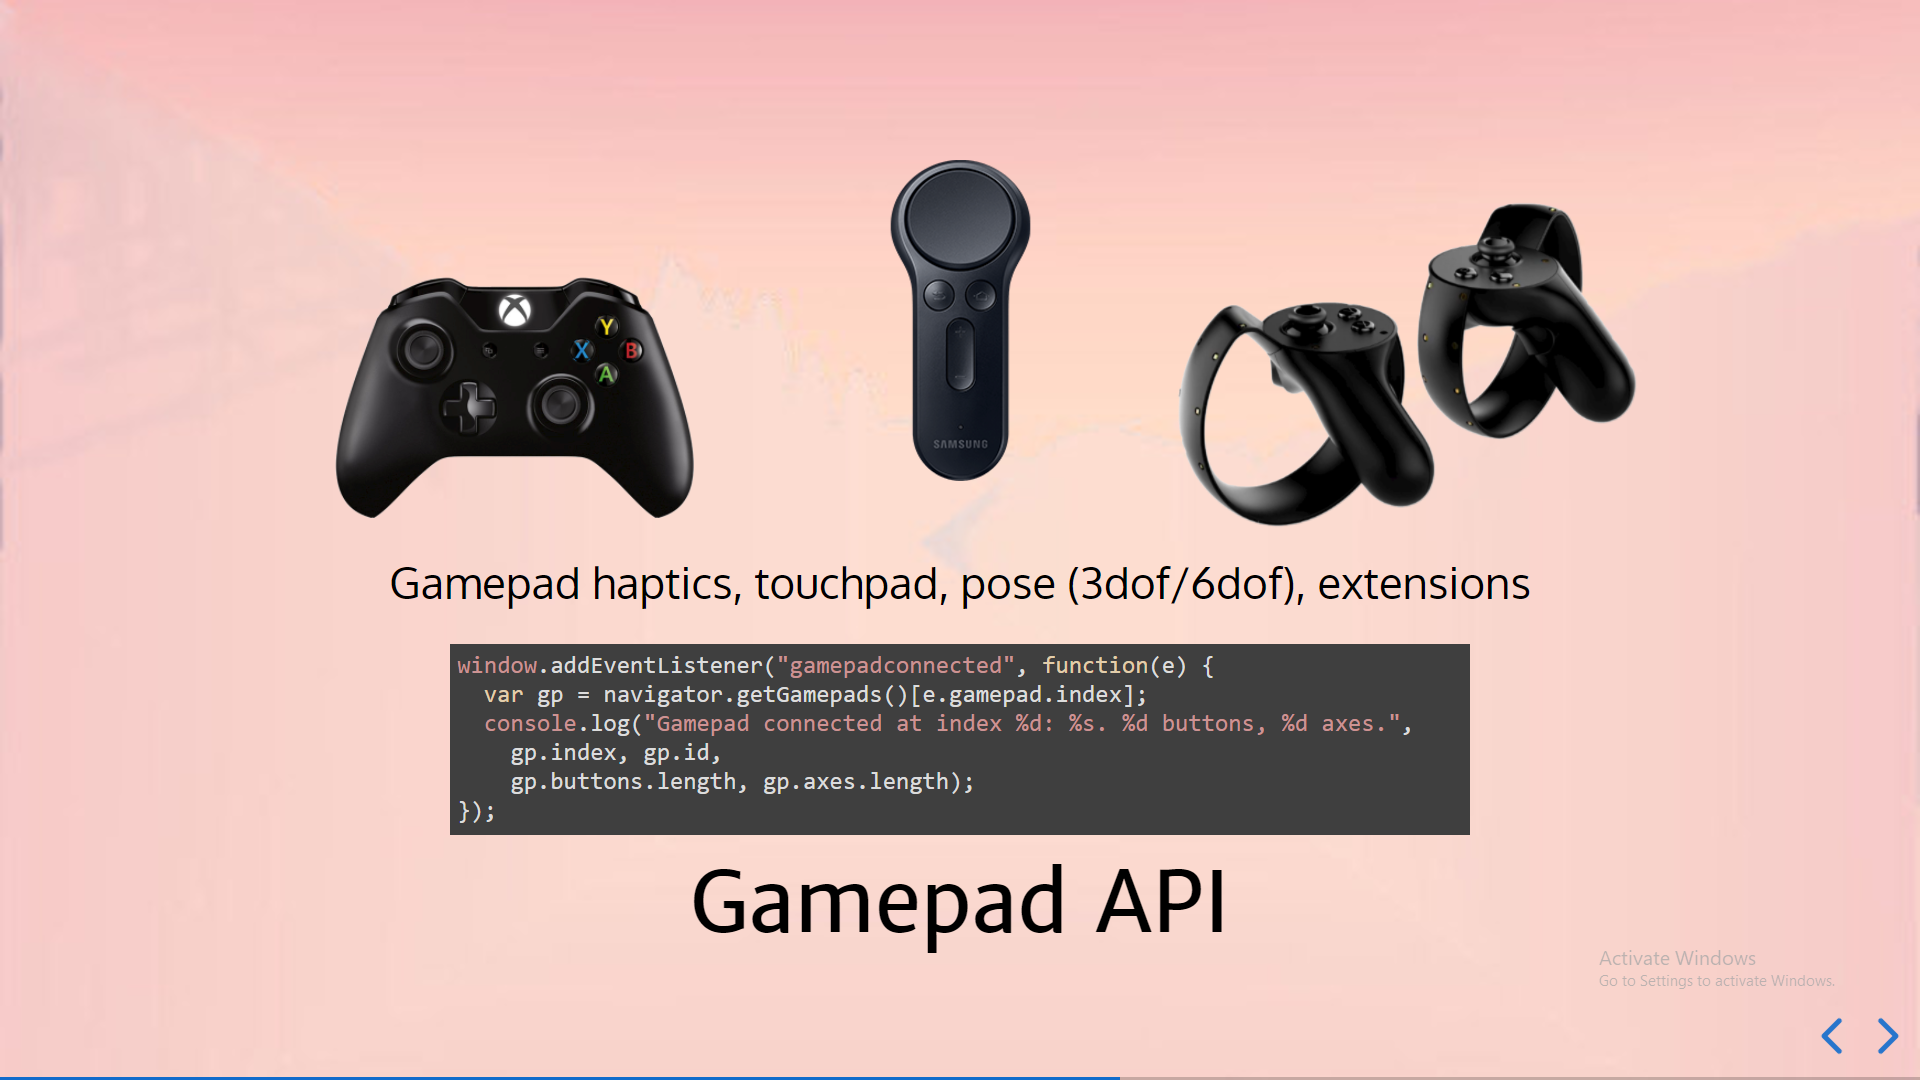 Y
X
B
A
SAMSUNG
Gamepad haptics, touchpad, pose (3dof/6dof), extensions
window.addEventListener("gamepadconnected", function(e) {
  var gp = navigator.getGamepads()[e.gamepad.index];
  console.log("Gamepad connected at index %d: %s. %d buttons, %d axes.",
    gp.index, gp.id,
    gp.buttons.length, gp.axes.length);
});
Gamepad API
Activate Windows
Go to Settings to activate Windows.